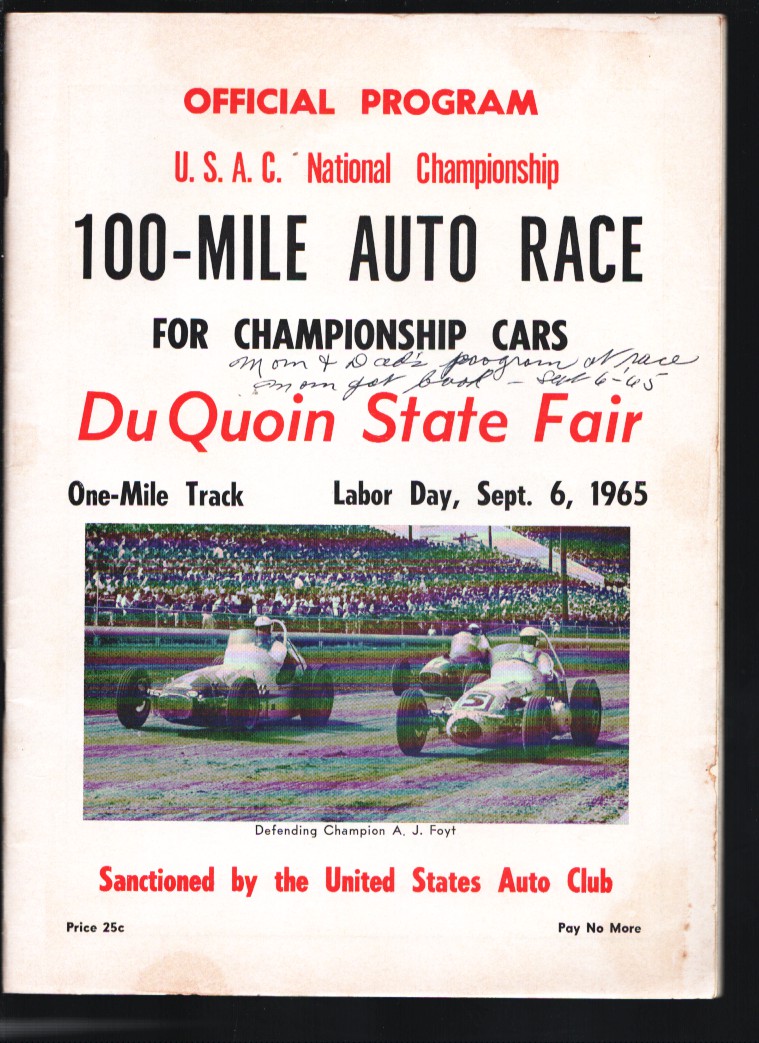 OFFICIAL PROGRAM
U. S. A. C. National Championship
100-MILE AUTO RACE
FOR CHAMPIONSHIP CARS
Mom & Dad's program at race
Mom got book - Sept 6-65
Du Quoin State Fair
One-Mile Track Labor Day, Sept. 6, 1965
Defending Champion A. J. Foyt
Sanctioned by the United States Auto Club
Price 25c Pay No More